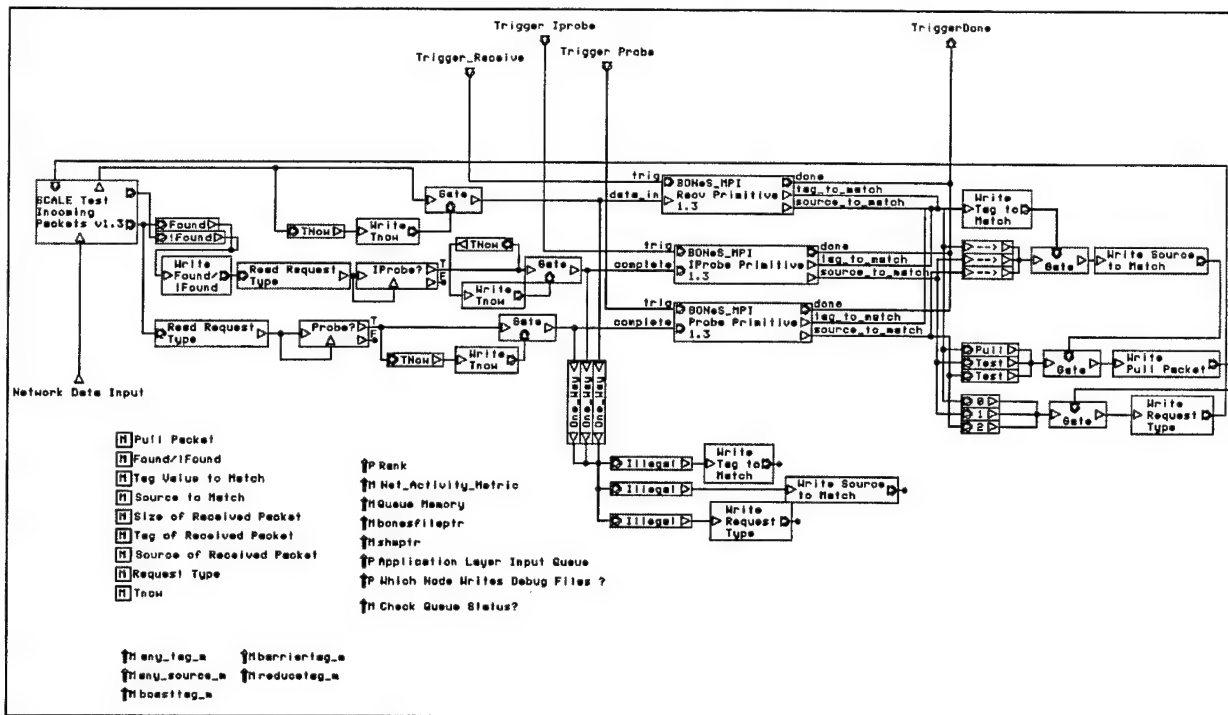 Trigger Iprobe
TriggerDone
Trigger_Receive
Trigger Probe
trig
BONeS_MPI
done
data_in
Recv Primitive
tag_to_match
1.3
source_to_match
SCALE Test
Incoming
Packets v1.3
Found
!Found
TNow
Write
Tnow
Gate
Write
Tag to
Match
Write
Found/
!Found
Read Request
Type
IProbe?
T
F
TNow
Write
Tnow
Gate
trig
BONeS_MPI
done
complete
IProbe Primitive
tag_to_match
1.3
source_to_match
--->
--->
--->
Gate
Write Source
to Match
Read Request
Type
Probe?
T
F
TNow
Write
Tnow
Gate
trig
BONeS_MPI
done
complete
Probe Primitive
tag_to_match
1.3
source_to_match
One_Way
One_Way
One_Way
Pull
Test
Test
Gate
Write
Pull Packet
0
1
2
Gate
Write
Request
Type
Network Data Input
Illegal
Write
Tag to
Match
Illegal
Write Source
to Match
Illegal
Write
Request
Type
M Pull Packet
M Found/!Found
M Tag Value to Match
M Source to Match
M Size of Received Packet
M Tag of Received Packet
M Source of Received Packet
M Request Type
M Tnow
P Rank
M Net_Activity_Metric
M Queue Memory
M bonesfileptr
M shmptr
P Application Layer Input Queue
P Which Node Writes Debug Files ?
M Check Queue Status?
M any_tag_m
M barriertag_m
M any_source_m
M reducetag_m
M bcasttag_m